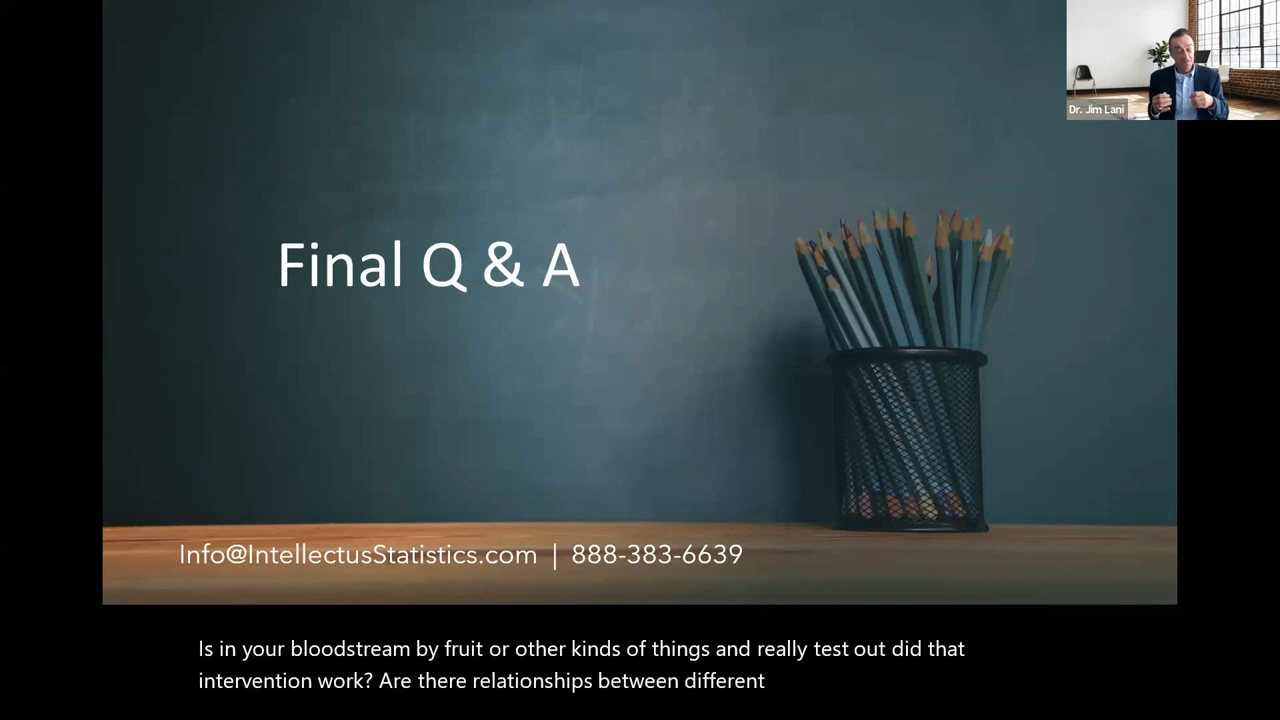 Dr. Jim Lani
Final Q & A
Info@IntellectusStatistics.com | 888-383-6639
Is in your bloodstream by fruit or other kinds of things and really test out did that
intervention work? Are there relationships between different